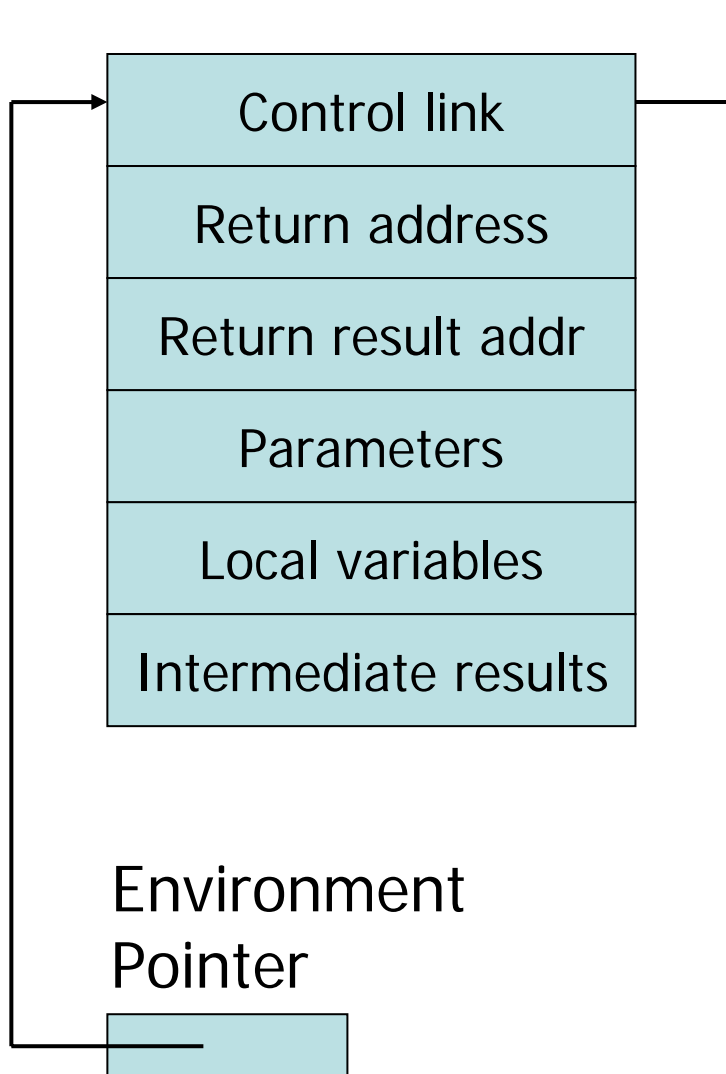 Control link
Return address
Return result addr
Parameters
Local variables
Intermediate results
Environment
Pointer